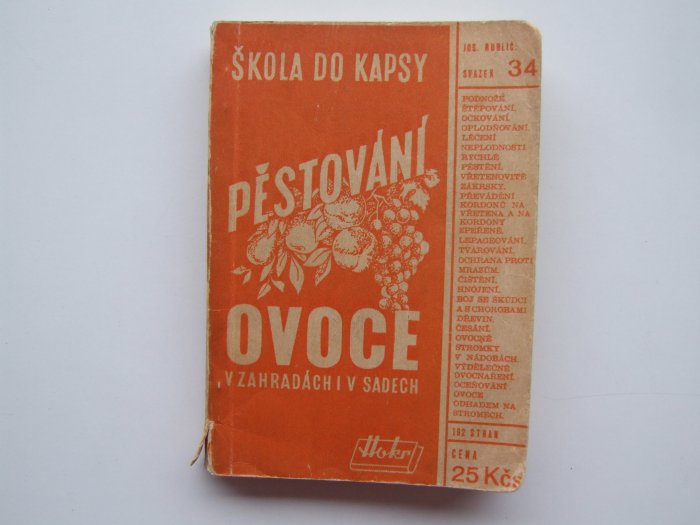 ŠKOLA DO KAPSY
PĚSTOVÁNÍ
OVOCE
V ZAHRADÁCH I V SADECH
Hokr
JOS. KUBLIC:
SVAZEK 34
PODNOŽE,
ŠTĚPOVÁNÍ,
OČKOVÁNÍ,
OPLODŇOVÁNÍ,
LÉČENÍ
NEPLODNOSTI,
RYCHLÉ
PĚSTĚNÍ,
VŘETENOVITÉ
ZÁKRSKY,
PŘEVÁDĚNÍ
KORDONŮ NA
VŘETENA A NA
KORDONY
ZPEŘENÉ,
LEPAGEOVÁNÍ,
TVAROVÁNÍ,
OCHRANA PROTI
MRAZŮM,
ČIŠTĚNÍ,
HNOJENÍ,
BOJ SE ŠKŮDCI
A S CHOROBAMI
DŘEVIN,
ČESÁNÍ,
OVOCNÉ
STROMKY
V NÁDOBÁCH,
VÝDĚLEČNÉ
OVOCNAŘENÍ,
OCEŇOVÁNÍ
OVOCE
ODHADEM NA
STROMECH.
192 STRAN
CENA
25 Kčs